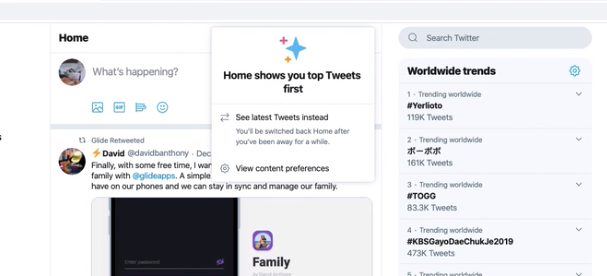 Home
What's happening?
GIF
Home shows you top Tweets
first
See latest Tweets instead
You'll be switched back Home after
you've been away for a while.
View content preferences
Glide Retweeted
⚡David @davidbanthony · Dec
Finally, with some free time, I wan
family with @glideapps. A simple
have on our phones and we can stay in sync and manage our family.
Enter password
Family
by David Anthony
Search Twitter
Worldwide trends
1 · Trending worldwide
#Yerlioto
119K Tweets
2 · Trending worldwide
ボーボボ
161K Tweets
3 · Trending worldwide
#TOGG
83.3K Tweets
4 · Trending worldwide
#KBSGayoDaeChukJe2019
473K Tweets
5 · Trending worldwide